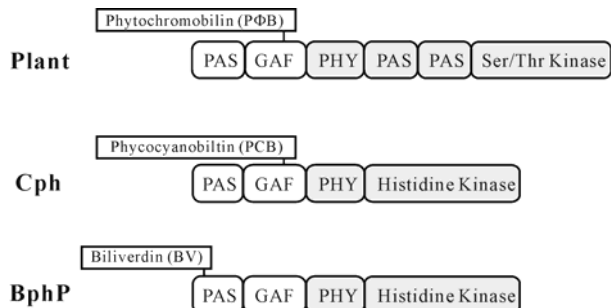 Phytochromobilin (PΦB)
Plant PAS GAF PHY PAS PAS Ser/Thr Kinase
Phycocyanobiltin (PCB)
Cph PAS GAF PHY Histidine Kinase
Biliverdin (BV)
BphP PAS GAF PHY Histidine Kinase